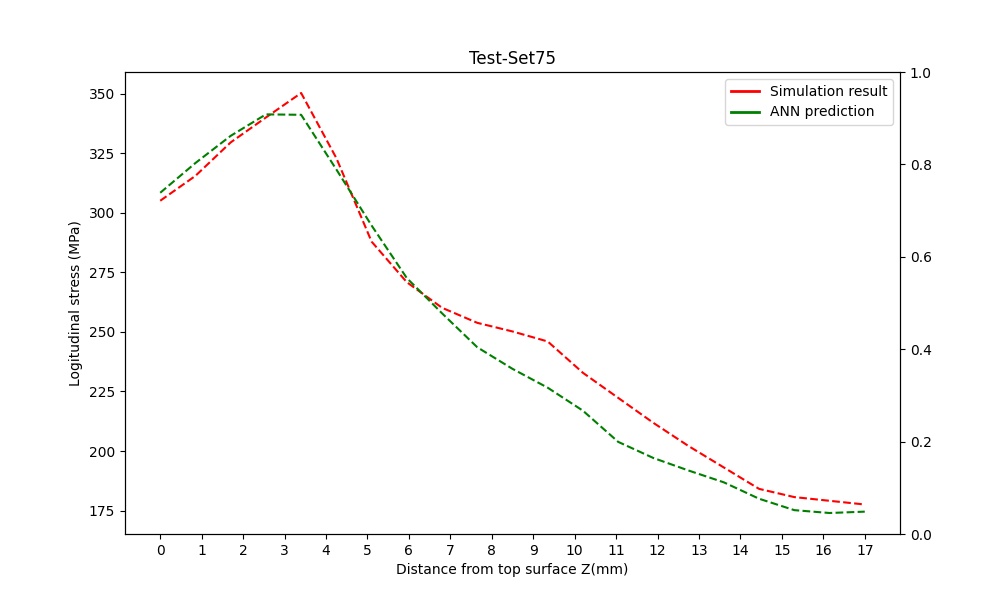 Test-Set75
Simulation result
ANN prediction
350
325
300
275
250
225
200
175
Logitudinal stress (MPa)
1.0
0.8
0.6
0.4
0.2
0.0
0 1 2 3 4 5 6 7 8 9 10 11 12 13 14 15 16 17
Distance from top surface Z(mm)